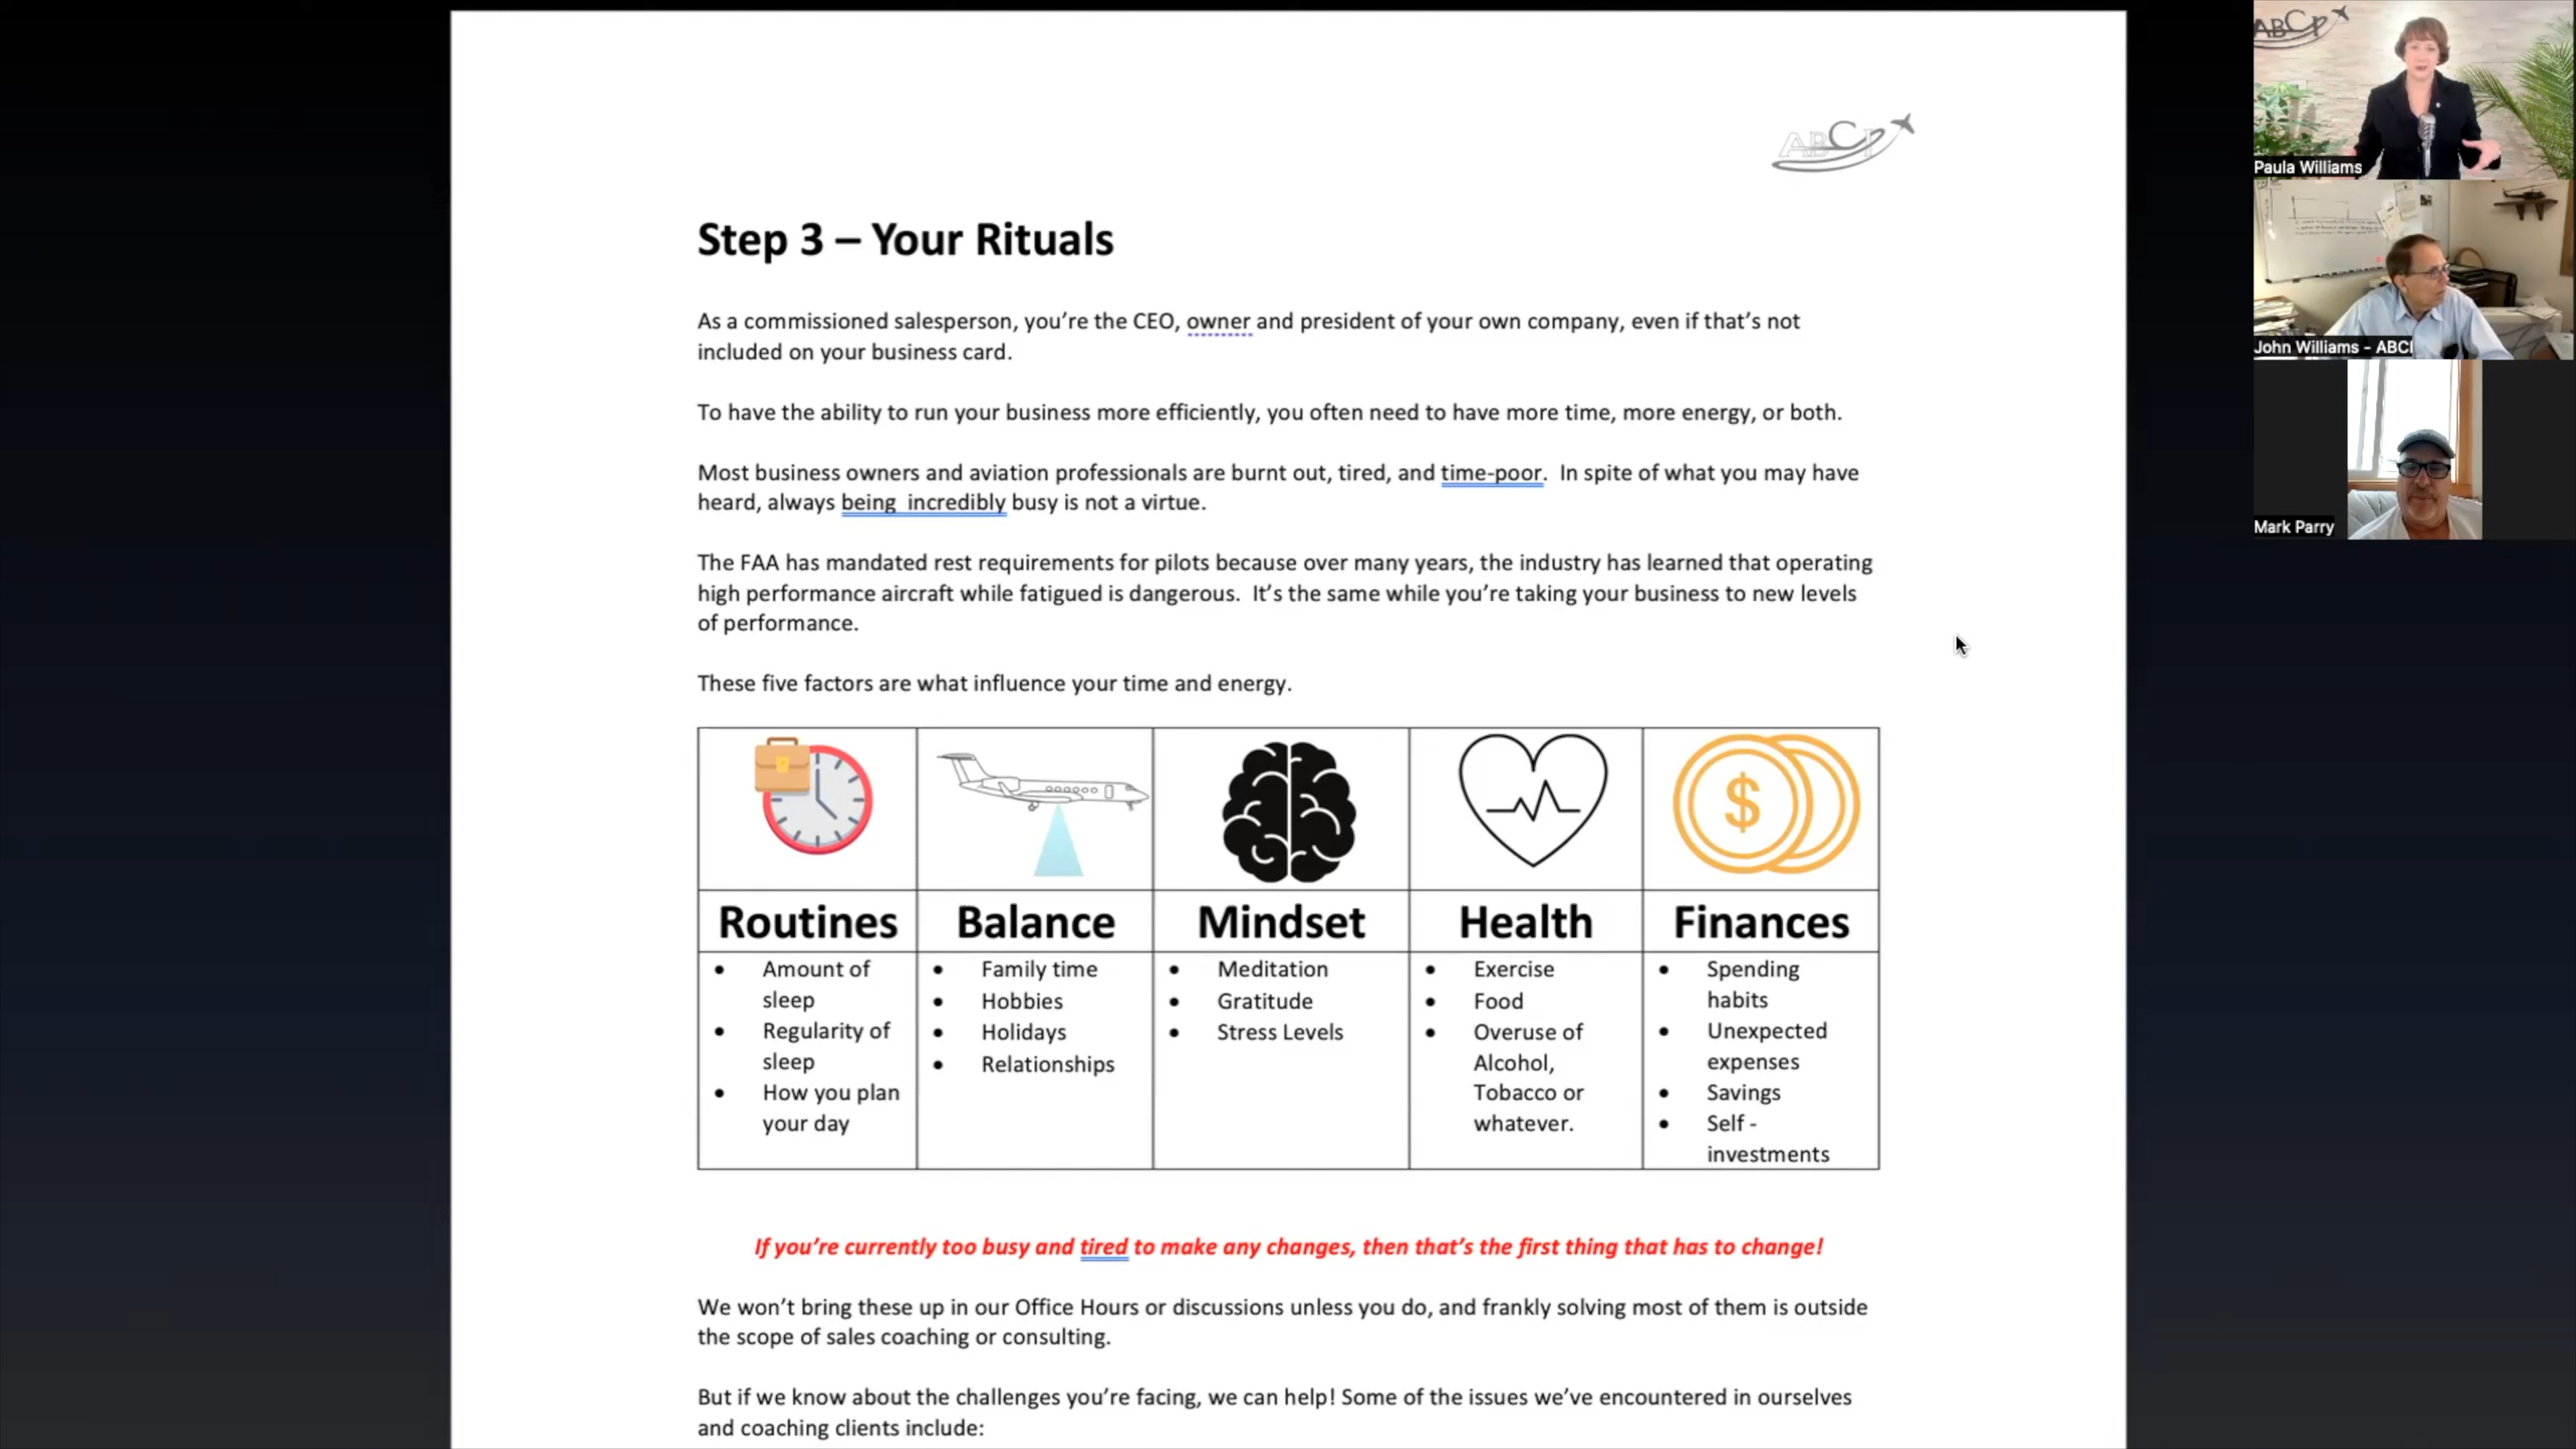 ABCI
Step 3 – Your Rituals
As a commissioned salesperson, you're the CEO, owner and president of your own company, even if that's not
included on your business card.
To have the ability to run your business more efficiently, you often need to have more time, more energy, or both.
Most business owners and aviation professionals are burnt out, tired, and time-poor.  In spite of what you may have
heard, always being  incredibly busy is not a virtue.
The FAA has mandated rest requirements for pilots because over many years, the industry has learned that operating
high performance aircraft while fatigued is dangerous.  It's the same while you're taking your business to new levels
of performance.
These five factors are what influence your time and energy.
$
Routines
Balance
Mindset
Health
Finances
• Amount of
sleep
• Regularity of
sleep
• How you plan
your day
• Family time
• Hobbies
• Holidays
• Relationships
• Meditation
• Gratitude
• Stress Levels
• Exercise
• Food
• Overuse of
Alcohol,
Tobacco or
whatever.
• Spending
habits
• Unexpected
expenses
• Savings
• Self -
investments
If you're currently too busy and tired to make any changes, then that's the first thing that has to change!
We won't bring these up in our Office Hours or discussions unless you do, and frankly solving most of them is outside
the scope of sales coaching or consulting.
But if we know about the challenges you're facing, we can help! Some of the issues we've encountered in ourselves
and coaching clients include:
ABCI
Paula Williams
John Williams - ABCI
Mark Parry